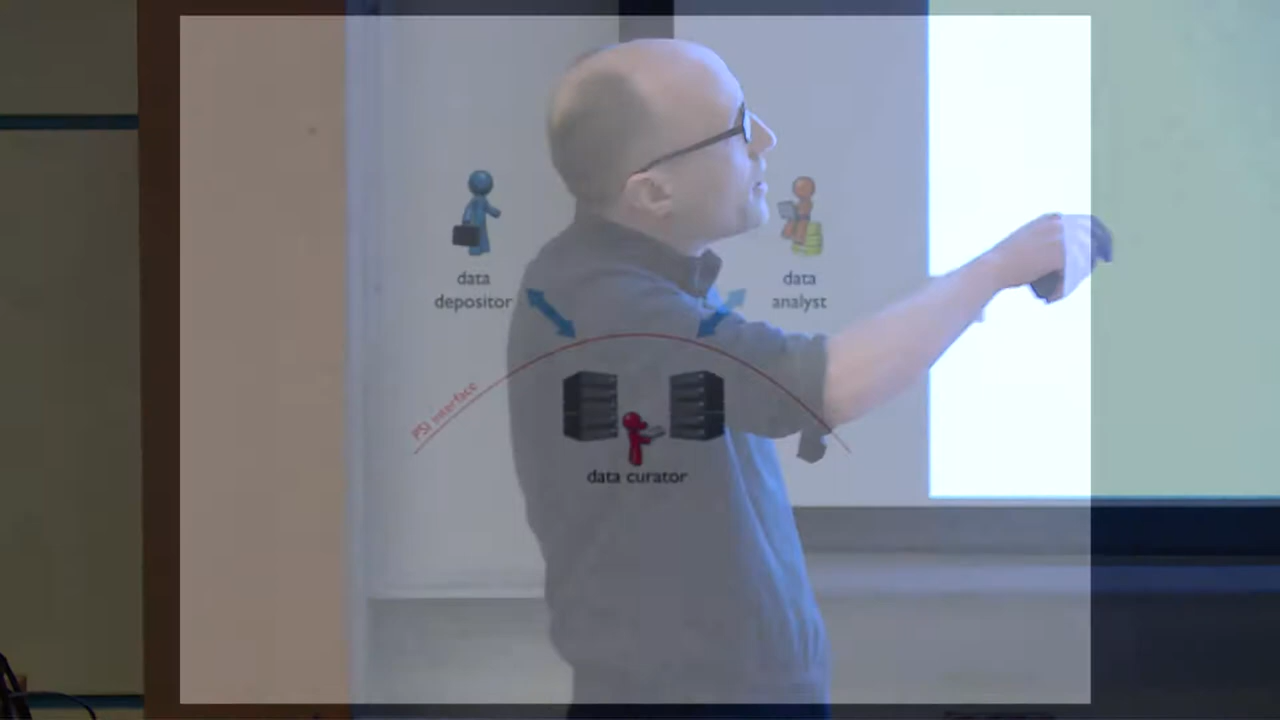 data
depositor
data
analyst
PSI interface
data curator